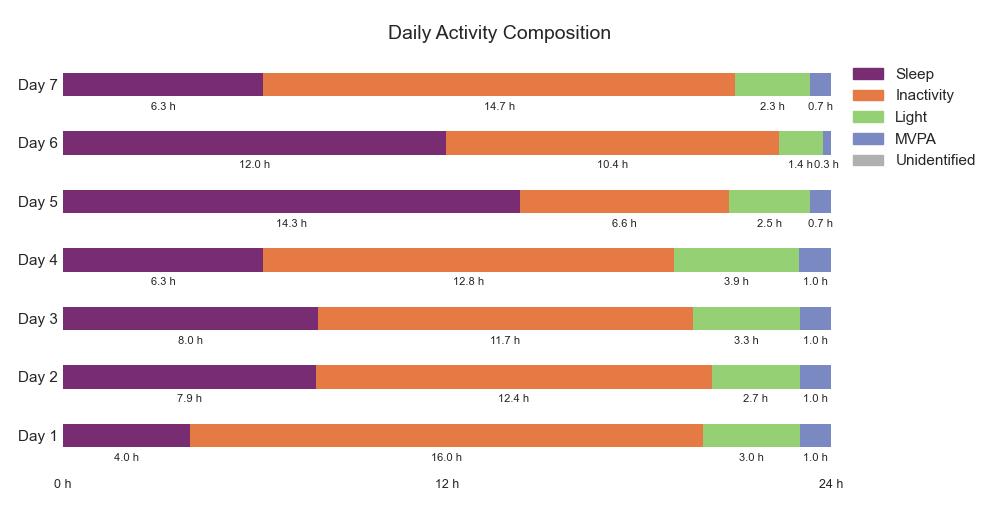 Daily Activity Composition
Day 7
6.3 h 14.7 h 2.3 h 0.7 h
Day 6
12.0 h 10.4 h 1.4 h 0.3 h
Day 5
14.3 h 6.6 h 2.5 h 0.7 h
Day 4
6.3 h 12.8 h 3.9 h 1.0 h
Day 3
8.0 h 11.7 h 3.3 h 1.0 h
Day 2
7.9 h 12.4 h 2.7 h 1.0 h
Day 1
4.0 h 16.0 h 3.0 h 1.0 h
0 h 12 h 24 h
Sleep
Inactivity
Light
MVPA
Unidentified